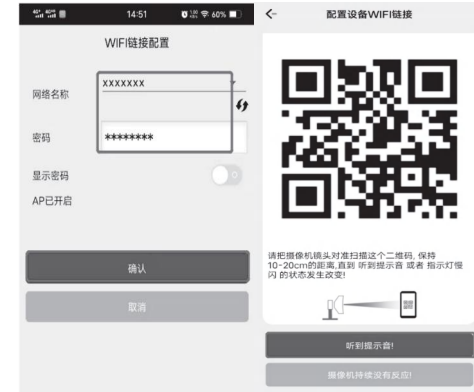 14:51
60%
WIFI链接配置
网络名称
XXXXXXX
密码
********
显示密码
AP已开启
确认
取消
配置设备WIFI链接
请把摄像机镜头对准扫描这个二维码, 保持
10-20cm的距离,直到 听到提示音 或者 指示灯慢
闪 的状态发生改变!
听到提示音!
摄像机持续没有反应!